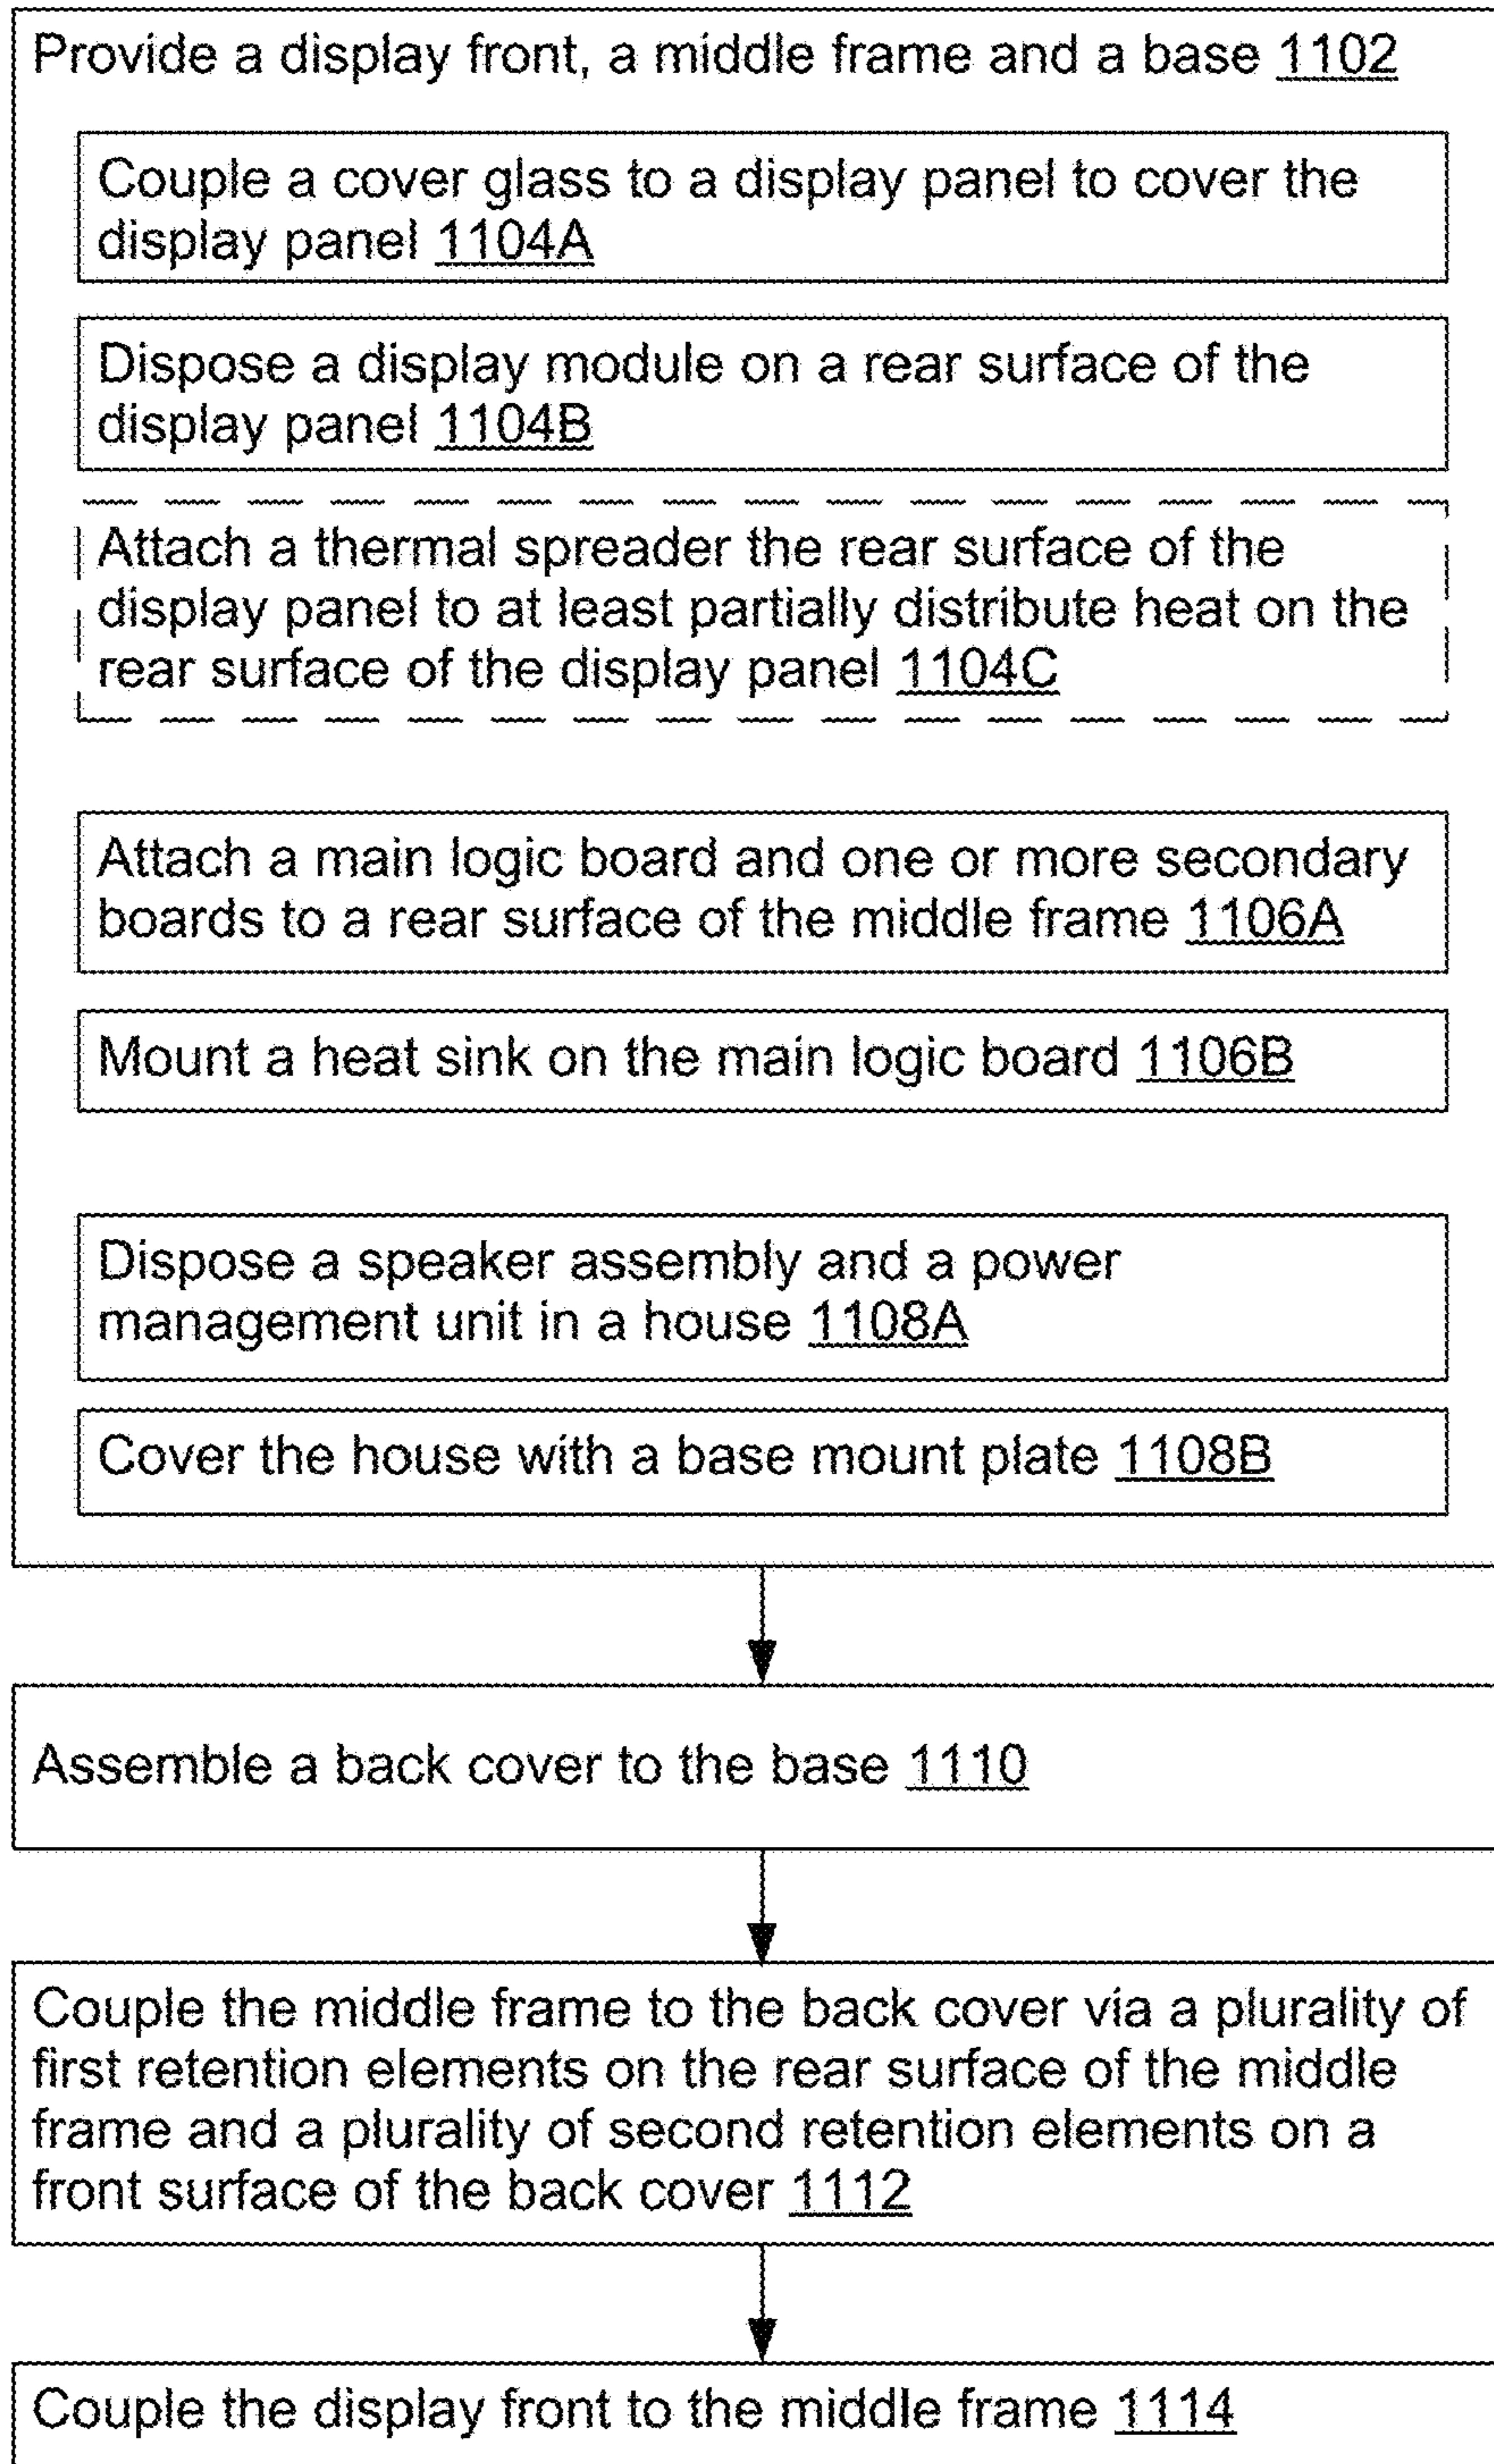 Provide a display front, a middle frame and a base 1102
Couple a cover glass to a display panel to cover the
display panel 1104A
Dispose a display module on a rear surface of the
display panel 1104B
Attach a thermal spreader the rear surface of the
display panel to at least partially distribute heat on the
rear surface of the display panel 1104C
Attach a main logic board and one or more secondary
boards to a rear surface of the middle frame 1106A
Mount a heat sink on the main logic board 1106B
Dispose a speaker assembly and a power
management unit in a house 1108A
Cover the house with a base mount plate 1108B
Assemble a back cover to the base 1110
Couple the middle frame to the back cover via a plurality of
first retention elements on the rear surface of the middle
frame and a plurality of second retention elements on a
front surface of the back cover 1112
Couple the display front to the middle frame 1114